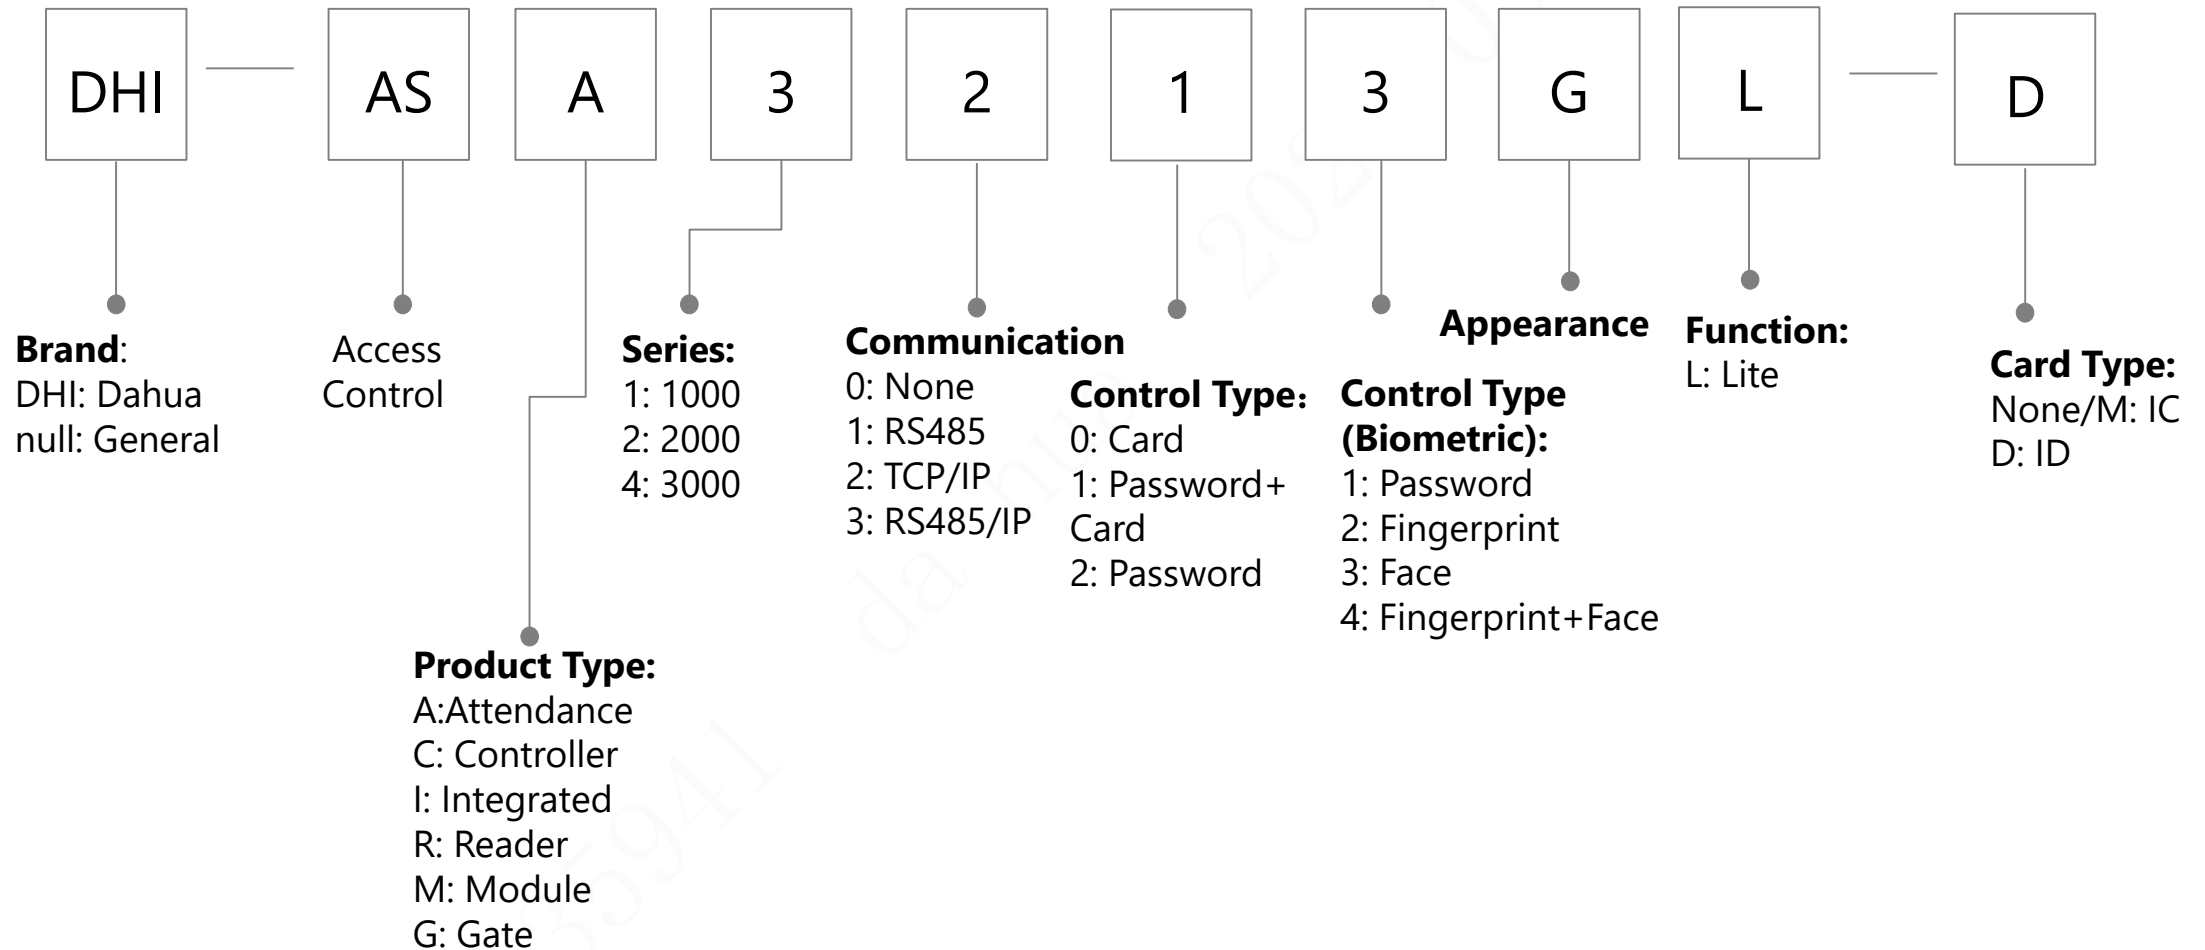 DHI
AS
A
3
2
1
3
G
L
D
Brand:
DHI: Dahua
null: General
Access
Control
Product Type:
A:Attendance
C: Controller
I: Integrated
R: Reader
M: Module
G: Gate
Series:
1: 1000
2: 2000
4: 3000
Communication
0: None
1: RS485
2: TCP/IP
3: RS485/IP
Control Type：
0: Card
1: Password+
Card
2: Password
Control Type
(Biometric):
1: Password
2: Fingerprint
3: Face
4: Fingerprint+Face
Appearance
Function:
L: Lite
Card Type:
None/M: IC
D: ID